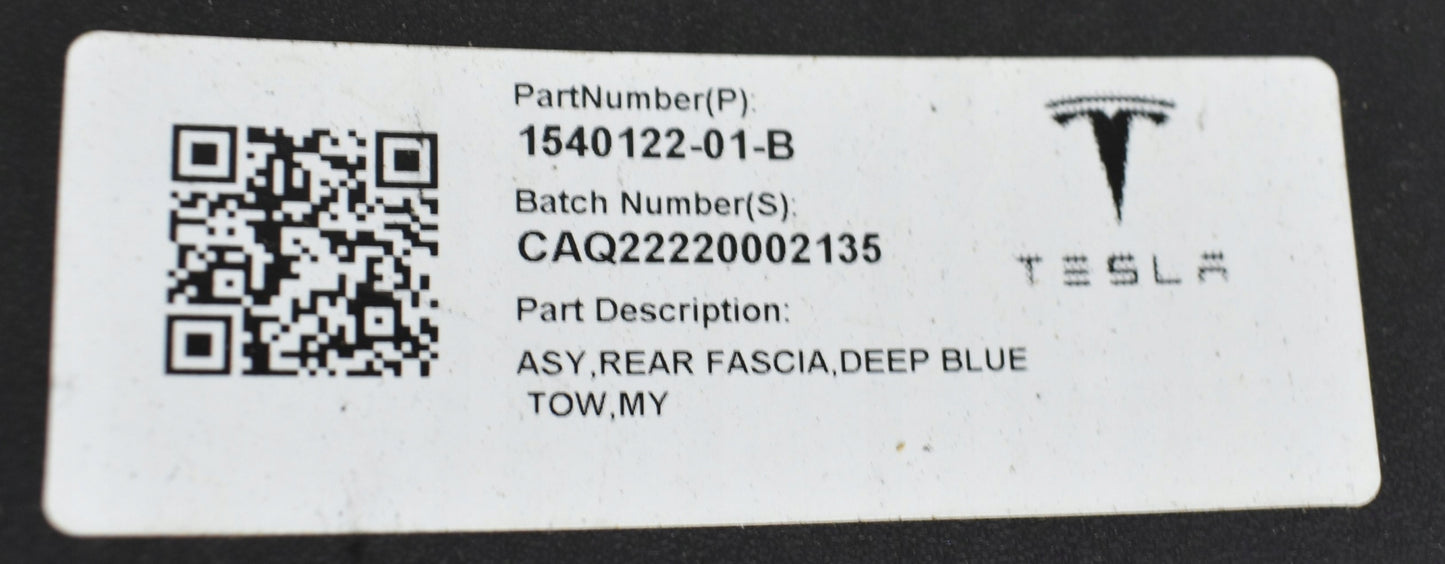 PartNumber(P):
1540122-01-B
Batch Number(S):
CAQ22220002135
Part Description:
ASY,REAR FASCIA,DEEP BLUE
TOW,MY
TESLA